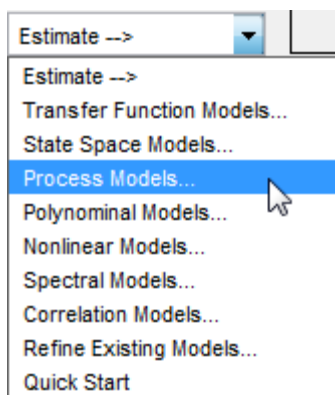 Estimate -->
Estimate -->
Transfer Function Models...
State Space Models...
Process Models...
Polynominal Models...
Nonlinear Models...
Spectral Models...
Correlation Models...
Refine Existing Models...
Quick Start